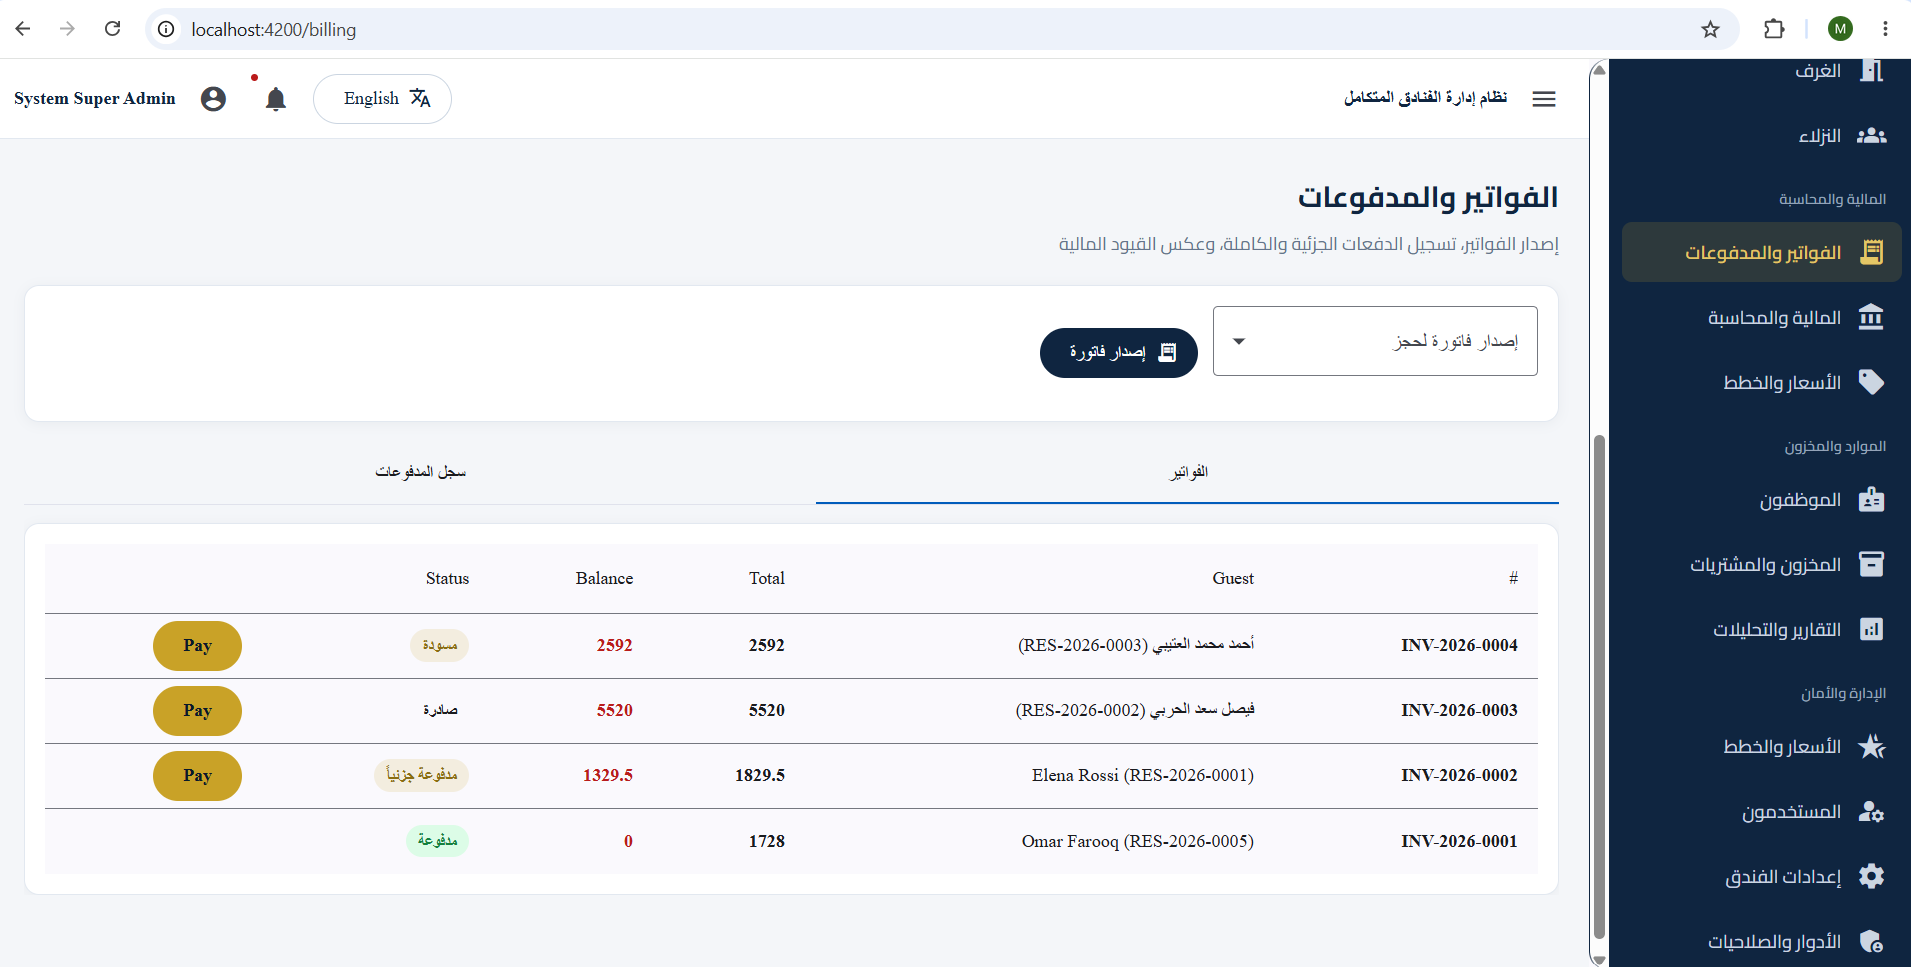 localhost:4200/billing
M
نظام إدارة الفنادق المتكامل
English
System Super Admin
الغرف
النزلاء
المالية والمحاسبة
الفواتير والمدفوعات
المالية والمحاسبة
الأسعار والخطط
الموارد والمخزون
الموظفون
المخزون والمشتريات
التقارير والتحليلات
الإدارة والأمان
الأسعار والخطط
المستخدمون
إعدادات الفندق
الأدوار والصلاحيات
الفواتير والمدفوعات
إصدار الفواتير، تسجيل الدفعات الجزئية والكاملة، وعكس القيود المالية
إصدار فاتورة لحجز
إصدار فاتورة
الفواتير
سجل المدفوعات
# Guest Total Balance Status
INV-2026-0004 أحمد محمد العتيبي (RES-2026-0003) 2592 2592 مسودة Pay
INV-2026-0003 فيصل سعد الحربي (RES-2026-0002) 5520 5520 صادرة Pay
INV-2026-0002 Elena Rossi (RES-2026-0001) 1829.5 1329.5 مدفوعة جزئياً Pay
INV-2026-0001 Omar Farooq (RES-2026-0005) 1728 0 مدفوعة